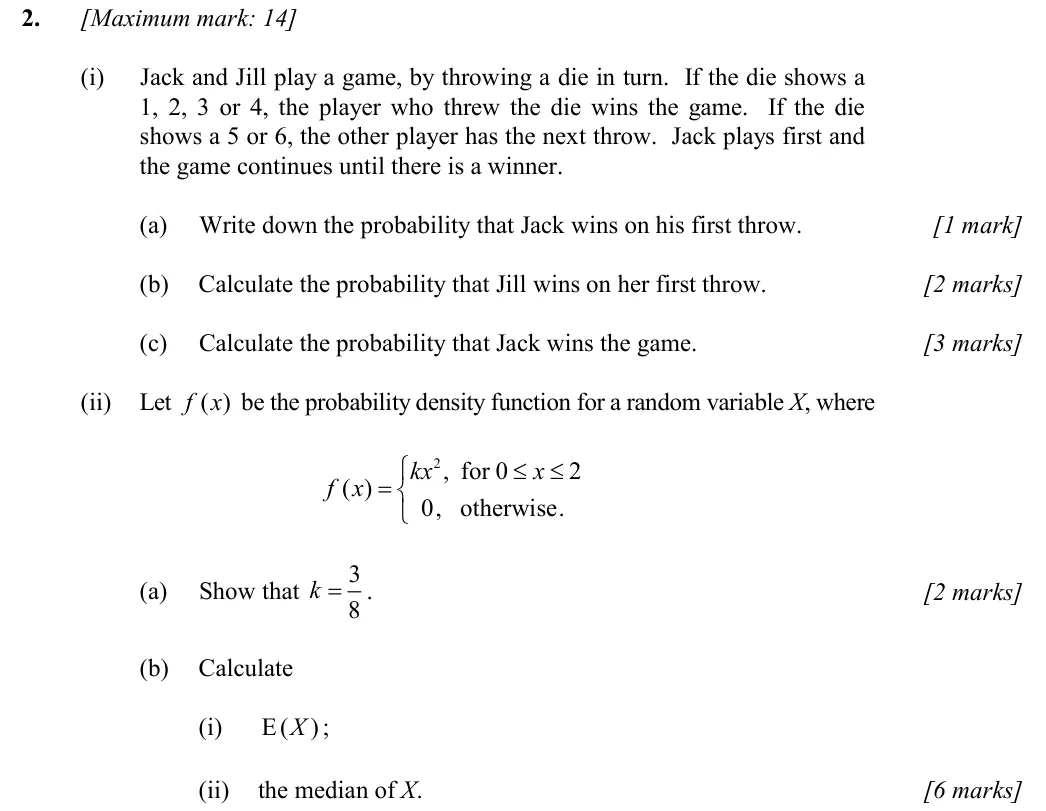 2. [Maximum mark: 14]
(i) Jack and Jill play a game, by throwing a die in turn. If the die shows a
1, 2, 3 or 4, the player who threw the die wins the game. If the die
shows a 5 or 6, the other player has the next throw. Jack plays first and
the game continues until there is a winner.
(a) Write down the probability that Jack wins on his first throw. [1 mark]
(b) Calculate the probability that Jill wins on her first throw. [2 marks]
(c) Calculate the probability that Jack wins the game. [3 marks]
(ii) Let f (x) be the probability density function for a random variable X, where
f (x) = { kx², for 0 ≤ x ≤ 2
0, otherwise.
(a) Show that k = 3/8. [2 marks]
(b) Calculate
(i) E(X);
(ii) the median of X. [6 marks]